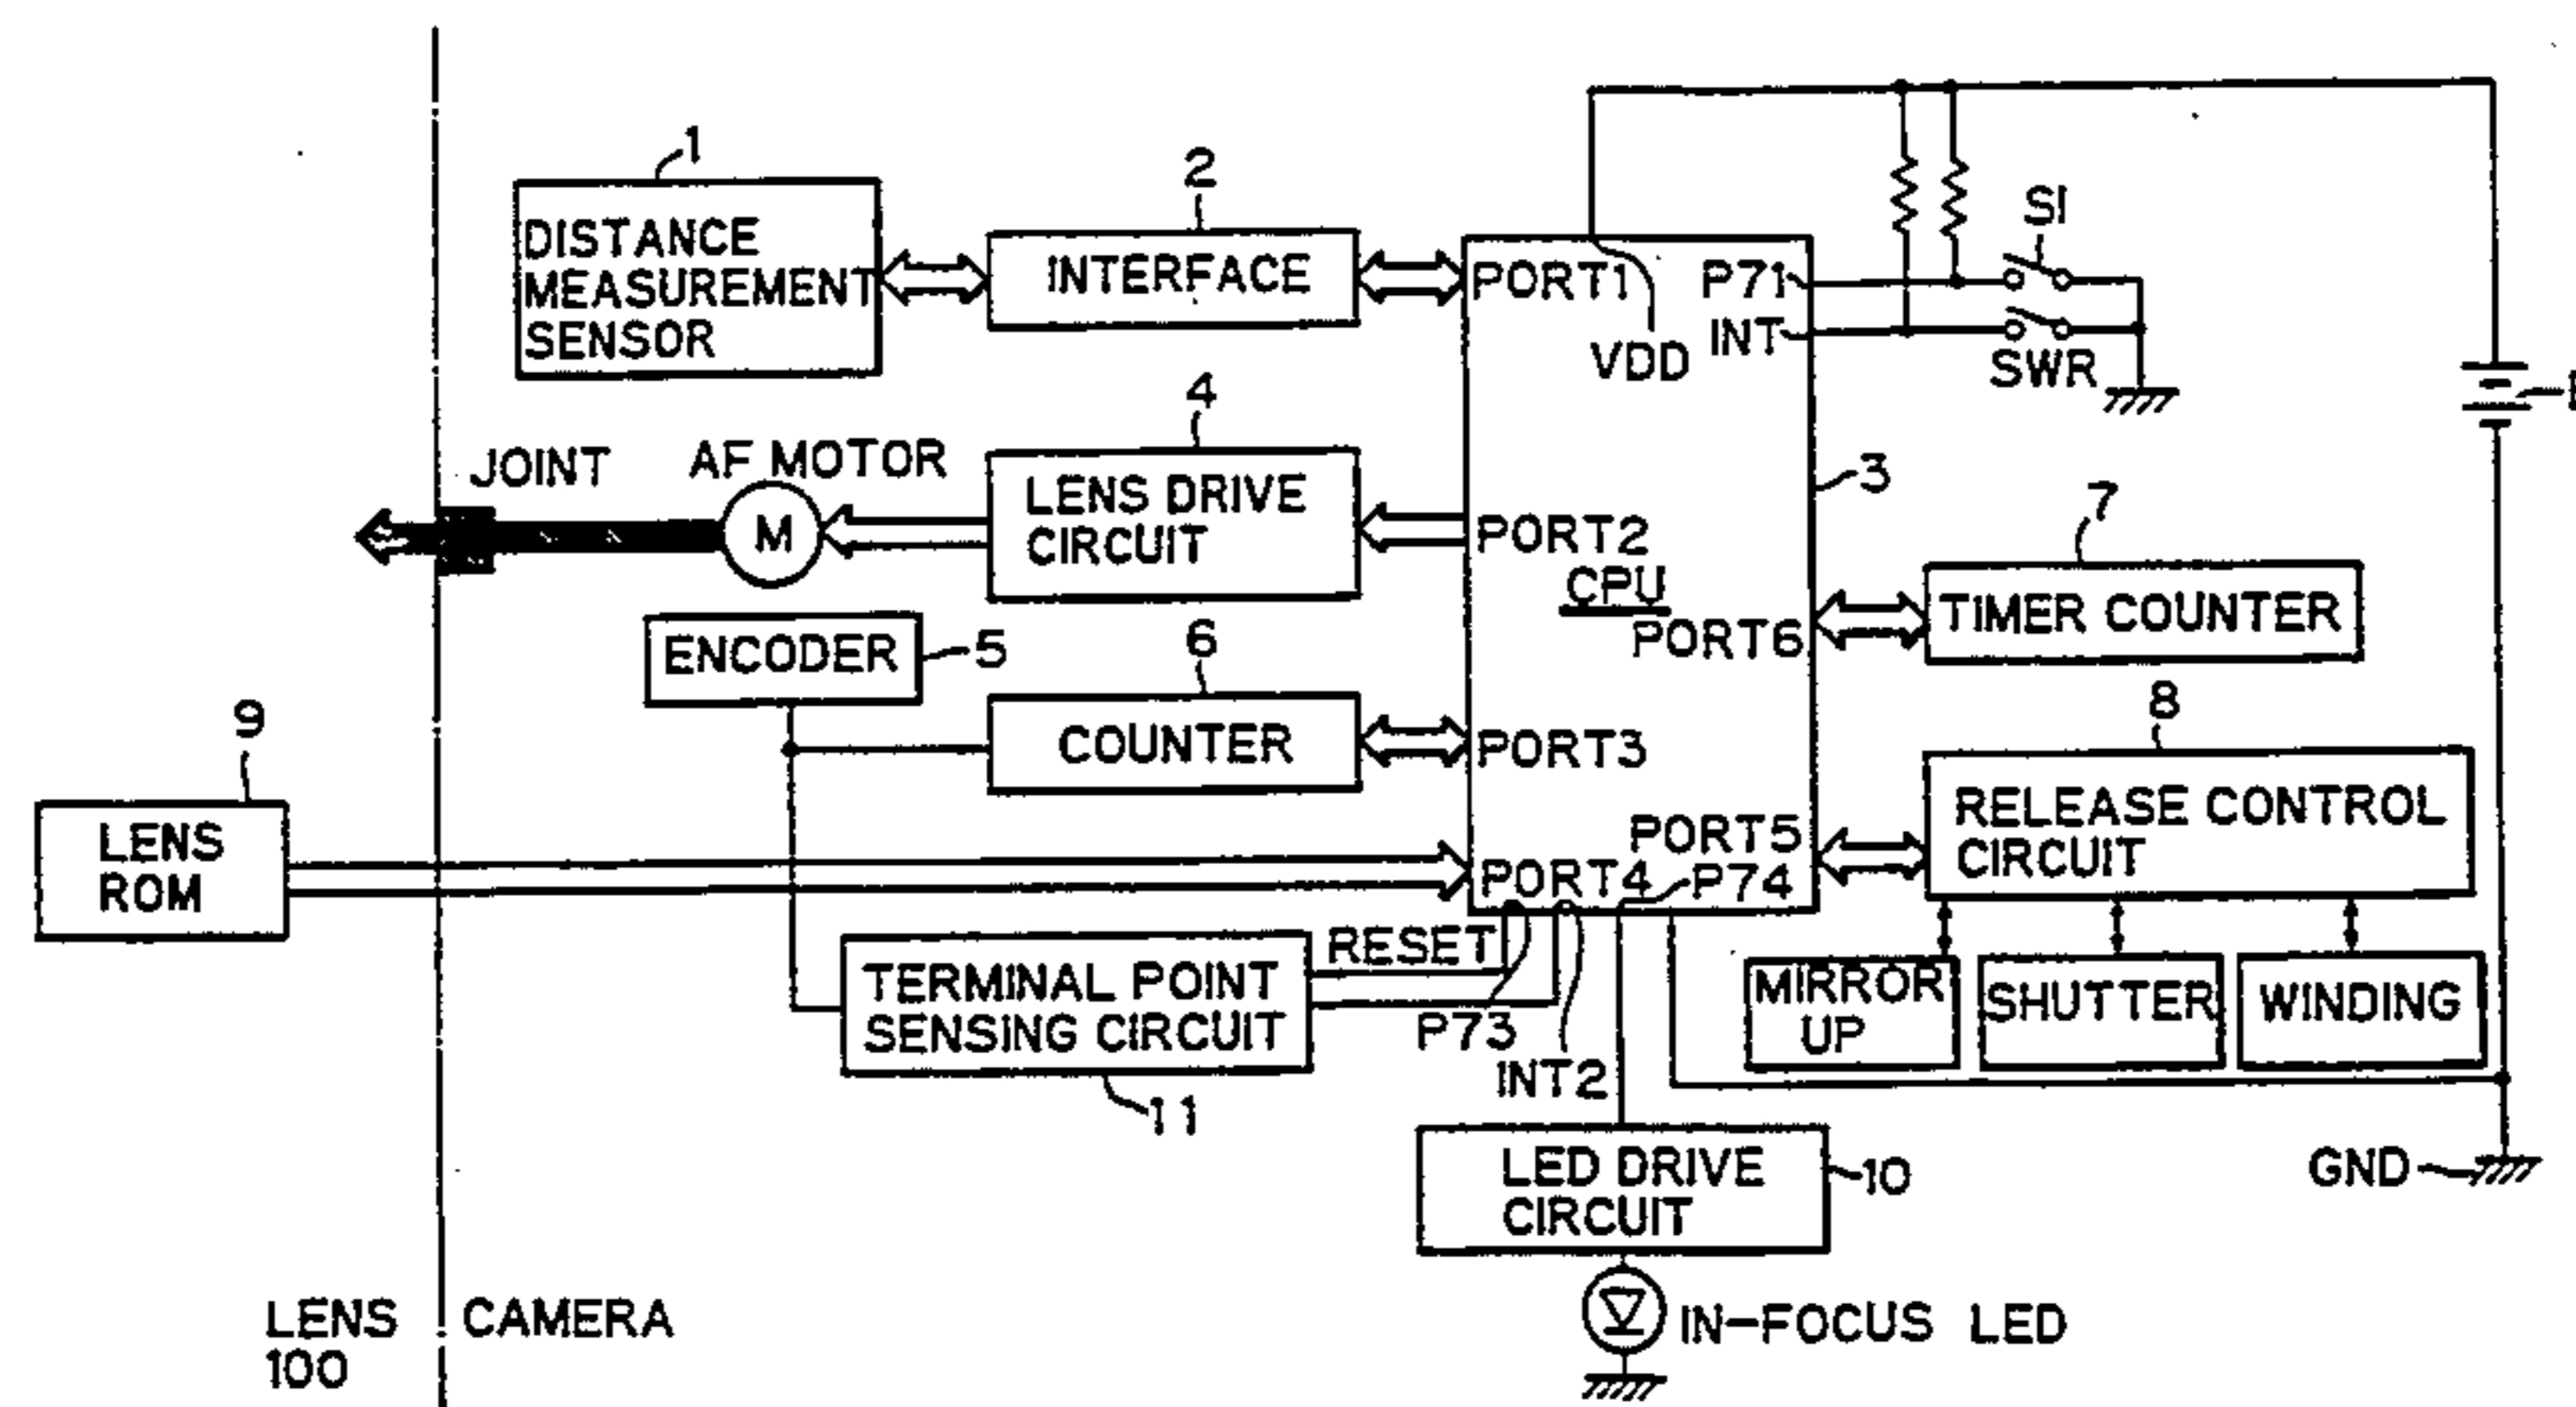 1
DISTANCE
MEASUREMENT
SENSOR
2
INTERFACE
PORT1
VDD
P71
INT
SI
SWR
JOINT
AF MOTOR
M
4
LENS DRIVE
CIRCUIT
PORT2
CPU
3
PORT6
7
TIMER COUNTER
ENCODER
5
6
COUNTER
PORT3
9
LENS
ROM
PORT4
PORT5
P74
8
RELEASE CONTROL
CIRCUIT
MIRROR
UP
SHUTTER
WINDING
TERMINAL POINT
SENSING CIRCUIT
11
RESET
P73
INT2
LED DRIVE
CIRCUIT
10
IN-FOCUS LED
GND
LENS
100
CAMERA